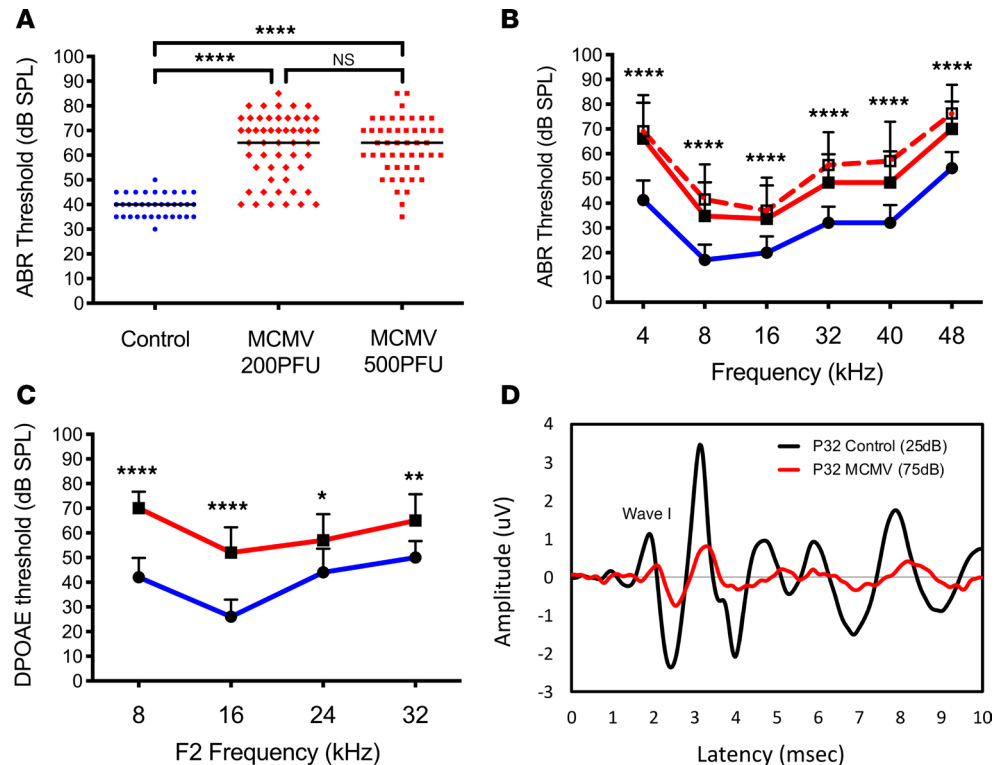 A
****
****
NS
ABR Threshold (dB SPL)
100
90
80
70
60
50
40
30
20
10
0
Control
MCMV
200PFU
MCMV
500PFU
B
ABR Threshold (dB SPL)
100
90
80
70
60
50
40
30
20
10
0
****
****
****
****
****
****
4 8 16 32 40 48
Frequency (kHz)
C
DPOAE threshold (dB SPL)
100
90
80
70
60
50
40
30
20
10
0
****
****
*
**
8 16 24 32
F2 Frequency (kHz)
D
Amplitude (uV)
4
3
2
1
0
-1
-2
-3
P32 Control (25dB)
P32 MCMV (75dB)
Wave I
0 1 2 3 4 5 6 7 8 9 10
Latency (msec)